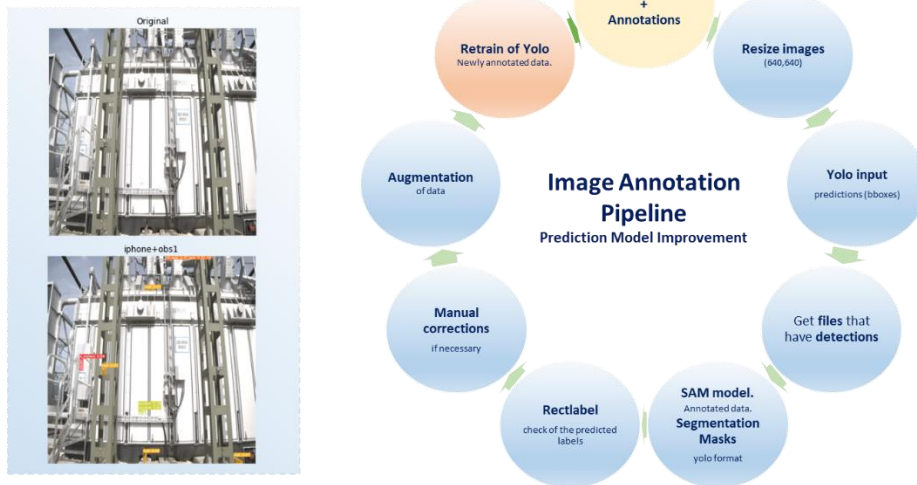 Original
iphone+obs1
+
Annotations
Resize images
(640,640)
Yolo input
predictions (bboxes)
Get files that
have detections
SAM model.
Annotated data.
Segmentation
Masks
yolo format
Rectlabel
check of the predicted
labels
Manual
corrections
if necessary
Augmentation
of data
Retrain of Yolo
Newly annotated data.
Image Annotation
Pipeline
Prediction Model Improvement